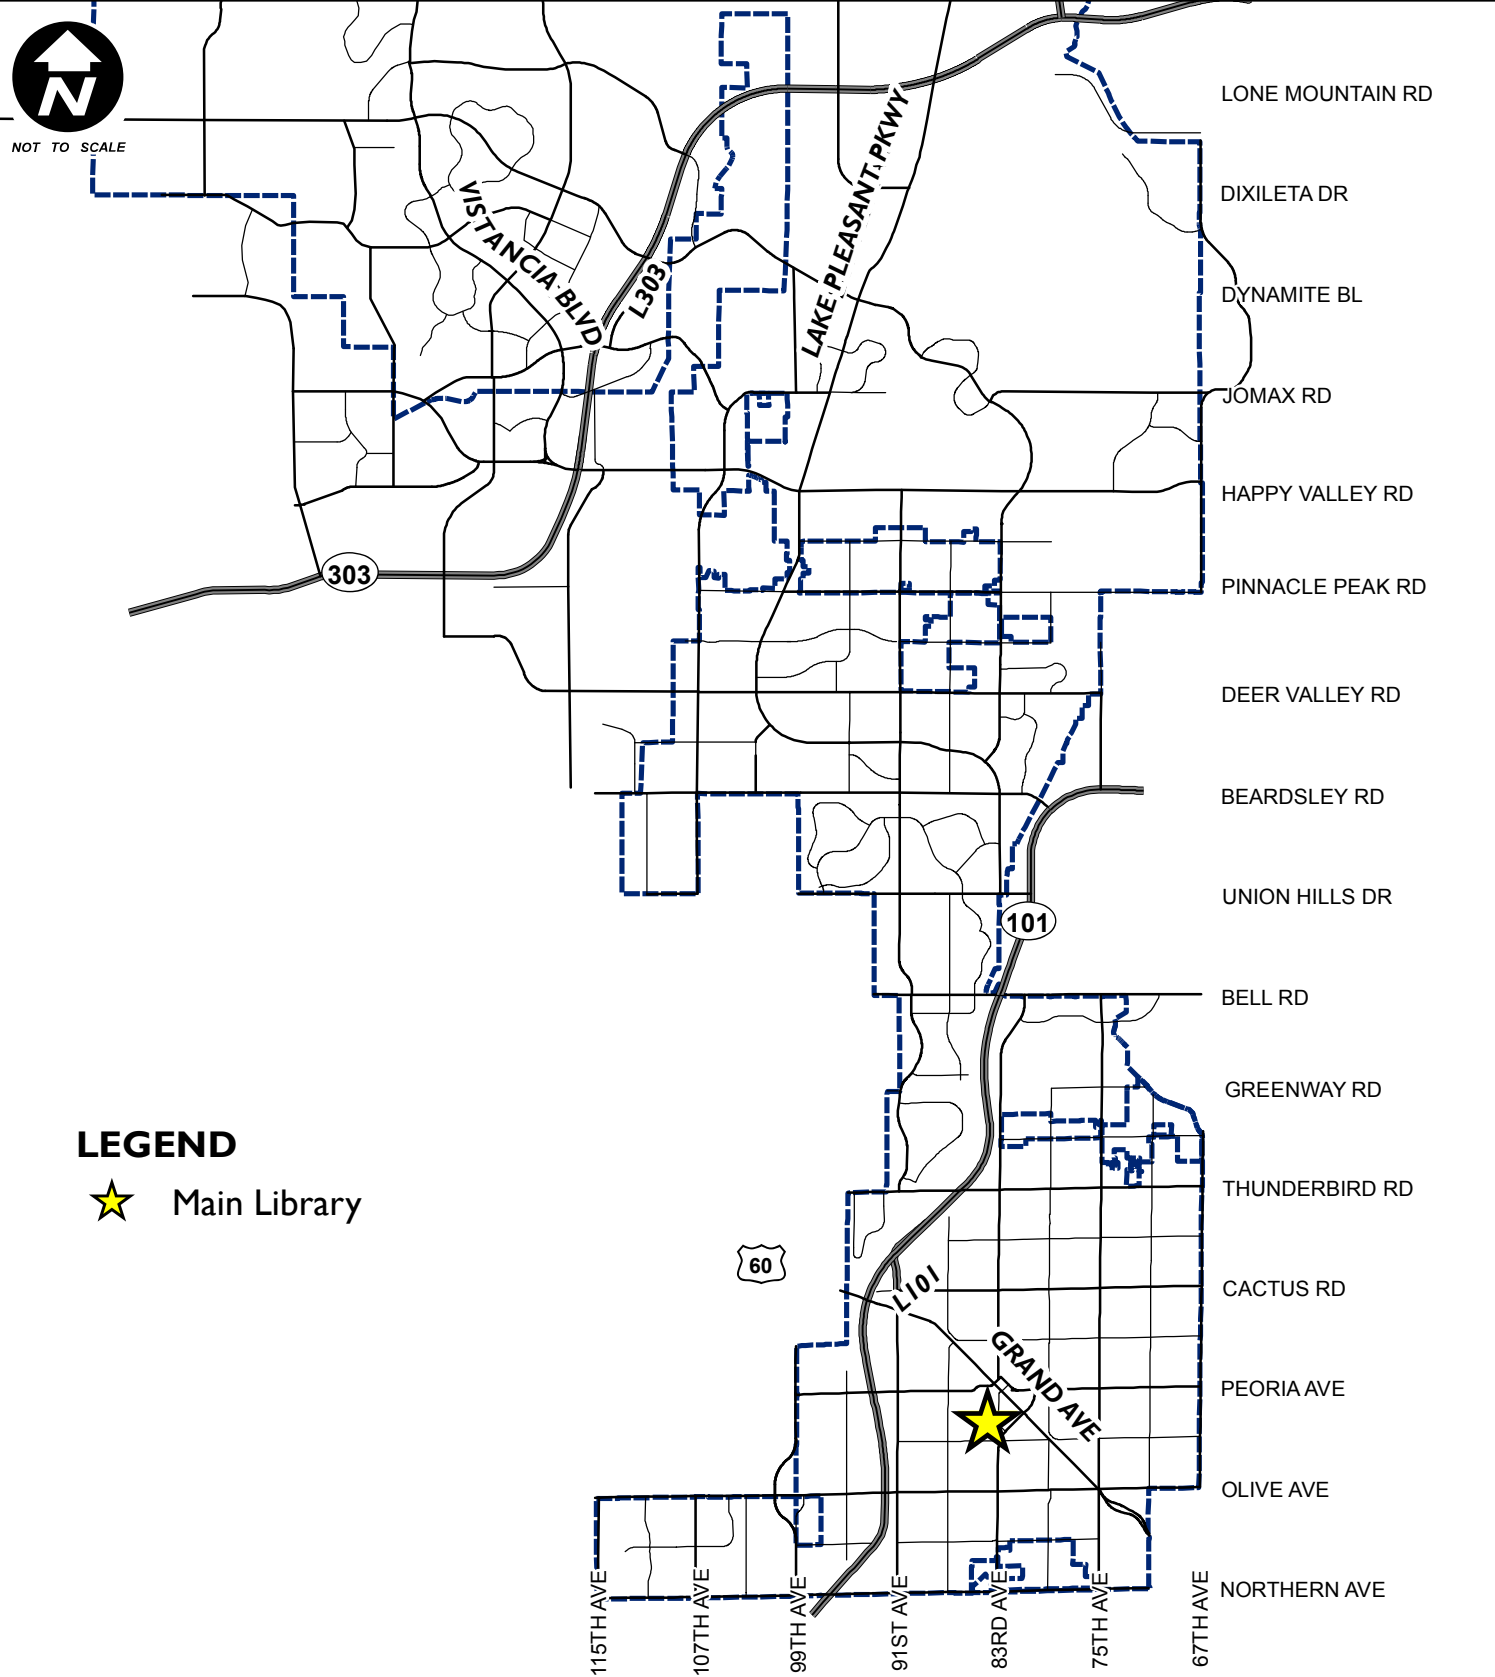 N
NOT TO SCALE
LONE MOUNTAIN RD
DIXILETA DR
DYNAMITE BL
JOMAX RD
HAPPY VALLEY RD
PINNACLE PEAK RD
DEER VALLEY RD
BEARDSLEY RD
UNION HILLS DR
BELL RD
GREENWAY RD
THUNDERBIRD RD
CACTUS RD
PEORIA AVE
OLIVE AVE
NORTHERN AVE
VISTANCIA BLVD
L303
LAKE PLEASANT PKWY
303
101
LEGEND
Main Library
60
L101
GRAND AVE
115TH AVE
107TH AVE
99TH AVE
91ST AVE
83RD AVE
75TH AVE
67TH AVE